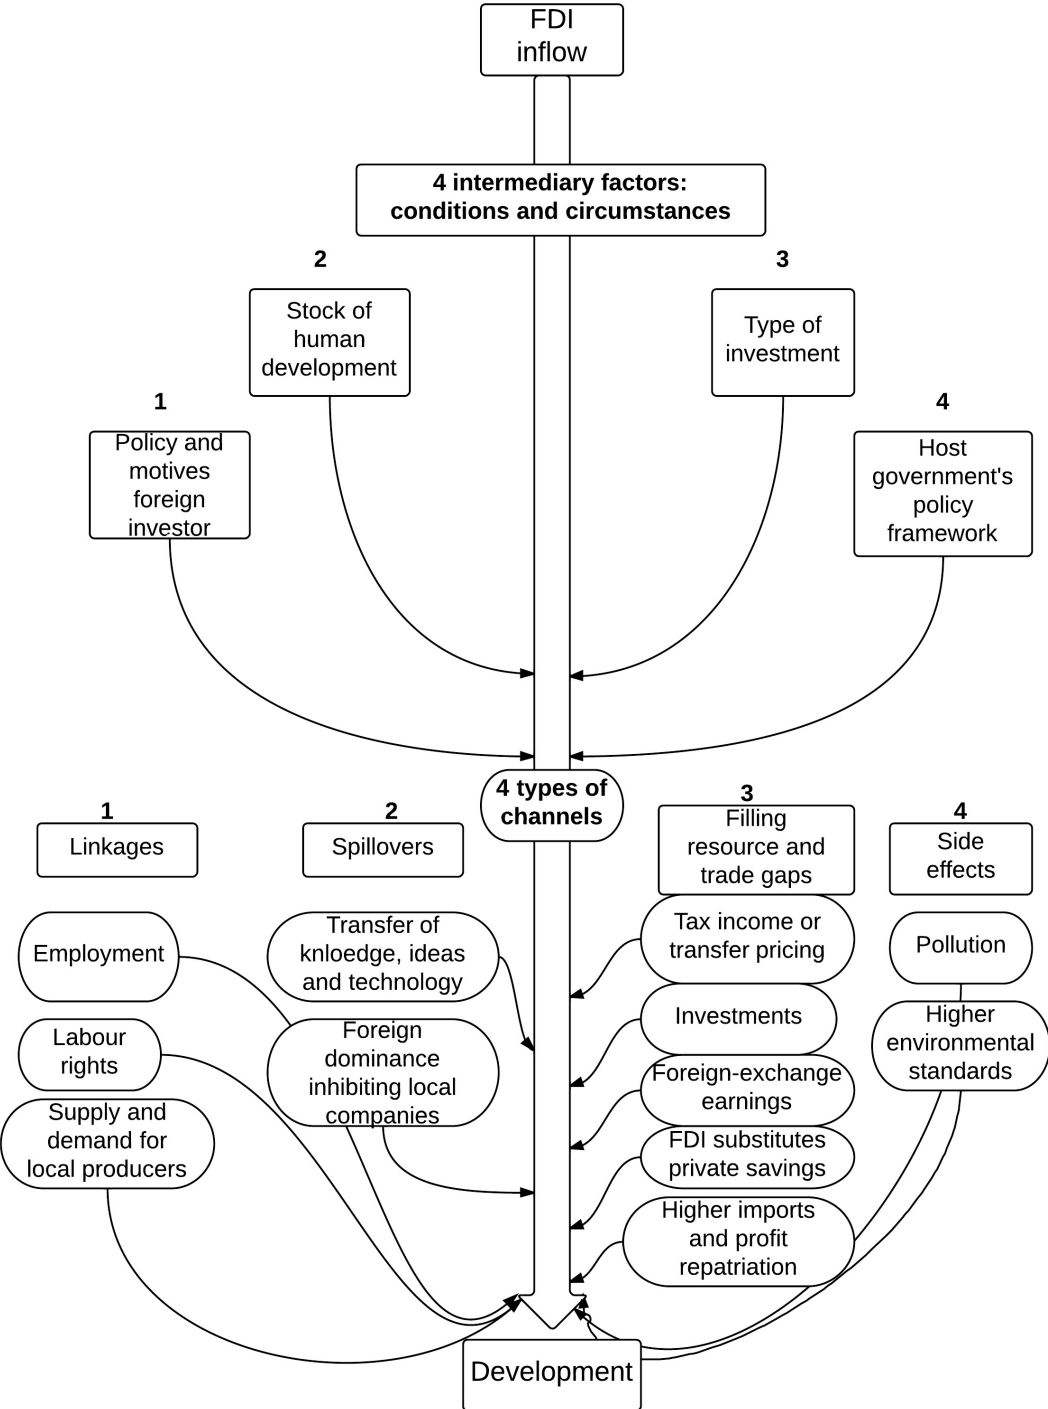 FDI
inflow
4 intermediary factors:
conditions and circumstances
2
Stock of
human
development
3
Type of
investment
1
Policy and
motives
foreign
investor
4
Host
government's
policy
framework
4 types of
channels
1
Linkages
2
Spillovers
3
Filling
resource and
trade gaps
4
Side
effects
Employment
Labour
rights
Supply and
demand for
local producers
Transfer of
knloedge, ideas
and technology
Foreign
dominance
inhibiting local
companies
Tax income or
transfer pricing
Investments
Foreign-exchange
earnings
FDI substitutes
private savings
Higher imports
and profit
repatriation
Pollution
Higher
environmental
standards
Development